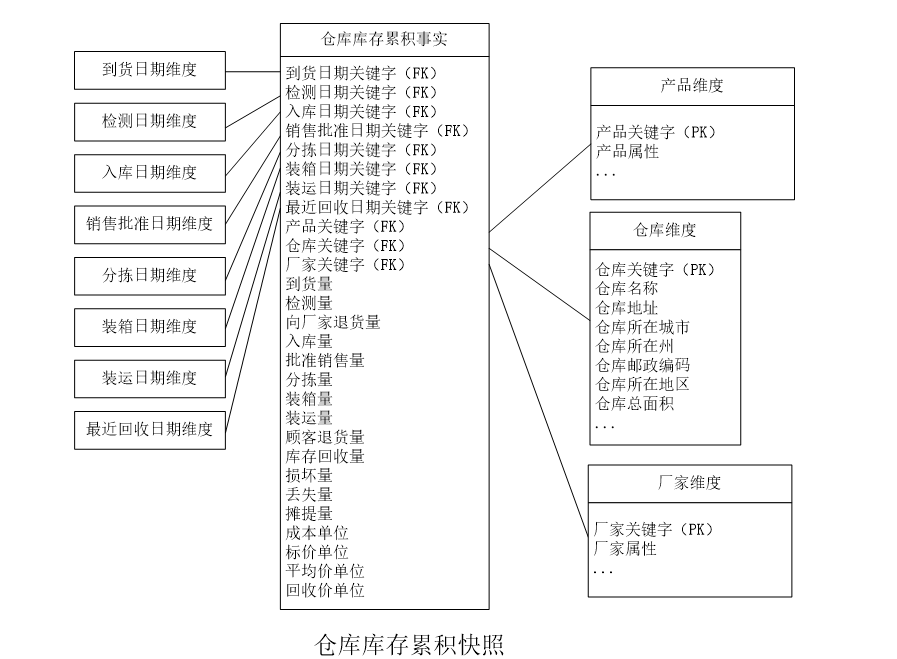 到货日期维度
检测日期维度
入库日期维度
销售批准日期维度
分拣日期维度
装箱日期维度
装运日期维度
最近回收日期维度
仓库库存累积事实
到货日期关键字（FK）
检测日期关键字（FK）
入库日期关键字（FK）
销售批准日期关键字（FK）
分拣日期关键字（FK）
装箱日期关键字（FK）
装运日期关键字（FK）
最近回收日期关键字（FK）
产品关键字（FK）
仓库关键字（FK）
厂家关键字（FK）
到货量
检测量
向厂家退货量
入库量
批准销售量
分拣量
装箱量
装运量
顾客退货量
库存回收量
损坏量
丢失量
摊提量
成本单位
标价单位
平均价单位
回收价单位
产品维度
产品关键字（PK）
产品属性
...
仓库维度
仓库关键字（PK）
仓库名称
仓库地址
仓库所在城市
仓库所在州
仓库邮政编码
仓库所在地区
仓库总面积
...
厂家维度
厂家关键字（PK）
厂家属性
...
仓库库存累积快照